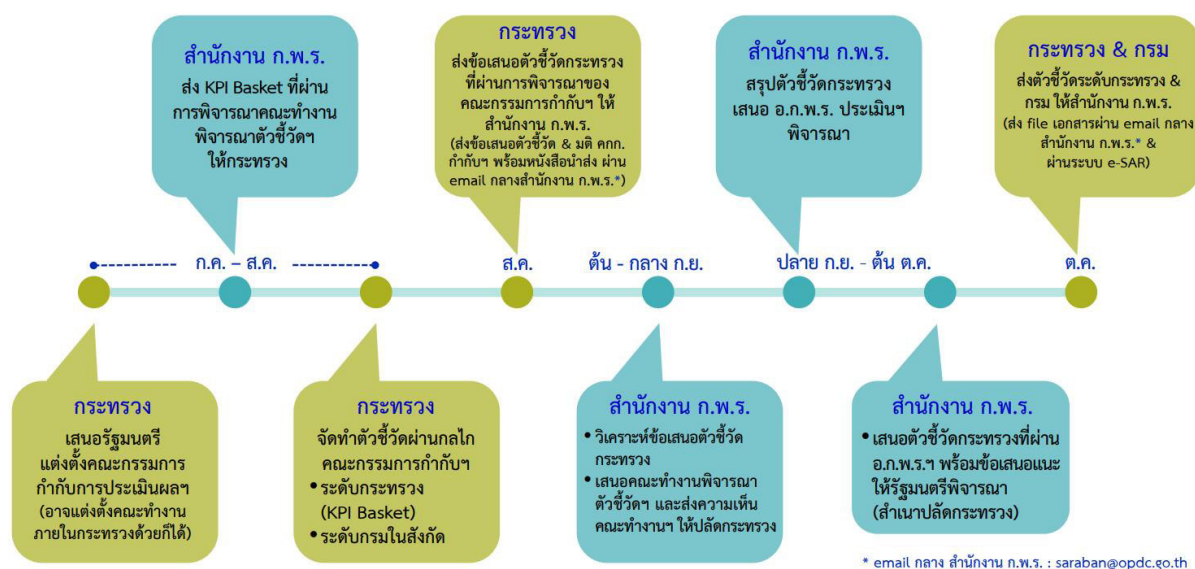 สำนักงาน ก.พ.ร.
ส่ง KPI Basket ที่ผ่าน
การพิจารณาคณะทำงาน
พิจารณาตัวชี้วัดฯ
ให้กระทรวง
กระทรวง
ส่งข้อเสนอตัวชี้วัดกระทรวง
ที่ผ่านการพิจารณาของ
คณะกรรมการกำกับฯ ให้
สำนักงาน ก.พ.ร.
(ส่งข้อเสนอตัวชี้วัด & มติ คกก.
กำกับฯ พร้อมหนังสือนำส่ง ผ่าน
email กลางสำนักงาน ก.พ.ร.*)
สำนักงาน ก.พ.ร.
สรุปตัวชี้วัดกระทรวง
เสนอ อ.ก.พ.ร. ประเมินฯ
พิจารณา
กระทรวง & กรม
ส่งตัวชี้วัดระดับกระทรวง &
กรม ให้สำนักงาน ก.พ.ร.
(ส่ง file เอกสารผ่าน email กลาง
สำนักงาน ก.พ.ร.* &
ผ่านระบบ e-SAR)
ก.ค. – ส.ค.
ส.ค.
ต้น - กลาง ก.ย.
ปลาย ก.ย. - ต้น ต.ค.
ต.ค.
กระทรวง
เสนอรัฐมนตรี
แต่งตั้งคณะกรรมการ
กำกับการประเมินผลฯ
(อาจแต่งตั้งคณะทำงาน
ภายในกระทรวงด้วยก็ได้)
กระทรวง
จัดทำตัวชี้วัดผ่านกลไก
คณะกรรมการกำกับฯ
• ระดับกระทรวง
(KPI Basket)
• ระดับกรมในสังกัด
สำนักงาน ก.พ.ร.
• วิเคราะห์ข้อเสนอตัวชี้วัด
กระทรวง
• เสนอคณะทำงานพิจารณา
ตัวชี้วัดฯ และส่งความเห็น
คณะทำงานฯ ให้ปลัดกระทรวง
สำนักงาน ก.พ.ร.
• เสนอตัวชี้วัดกระทรวงที่ผ่าน
อ.ก.พ.ร.ฯ พร้อมข้อเสนอแนะ
ให้รัฐมนตรีพิจารณา
(สำเนาปลัดกระทรวง)
* email กลาง สำนักงาน ก.พ.ร. : saraban@opdc.go.th